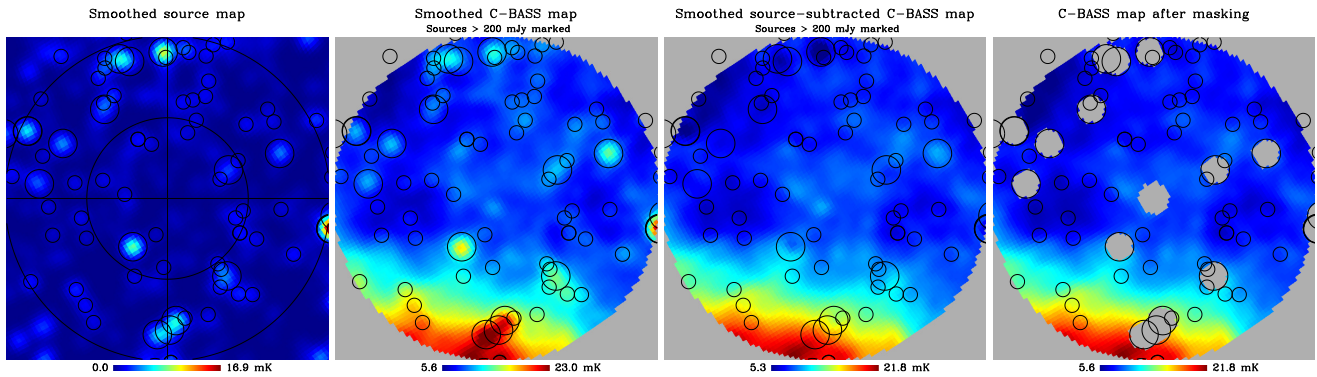 Smoothed source map
Smoothed C-BASS map
Sources > 200 mJy marked
Smoothed source-subtracted C-BASS map
Sources > 200 mJy marked
C-BASS map after masking
0.0 16.9 mK
5.6 23.0 mK
5.3 21.8 mK
5.6 21.8 mK